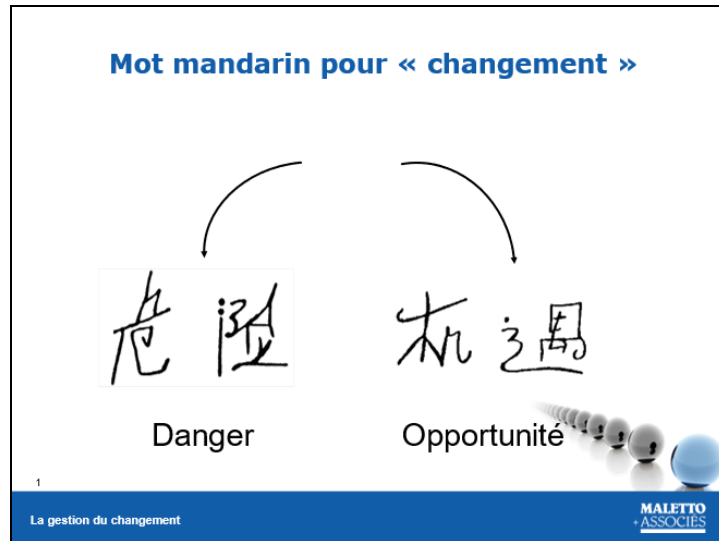 Mot mandarin pour « changement »
危险 机遇
Danger Opportunité
1
La gestion du changement
MALETTO
+ ASSOCIÉS